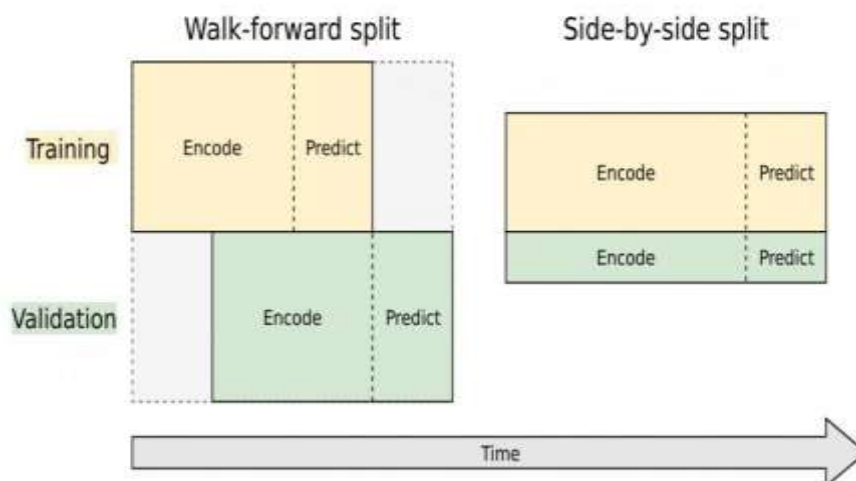 Walk-forward split
Side-by-side split
Training
Encode
Predict
Encode
Predict
Encode
Predict
Validation
Encode
Predict
Time